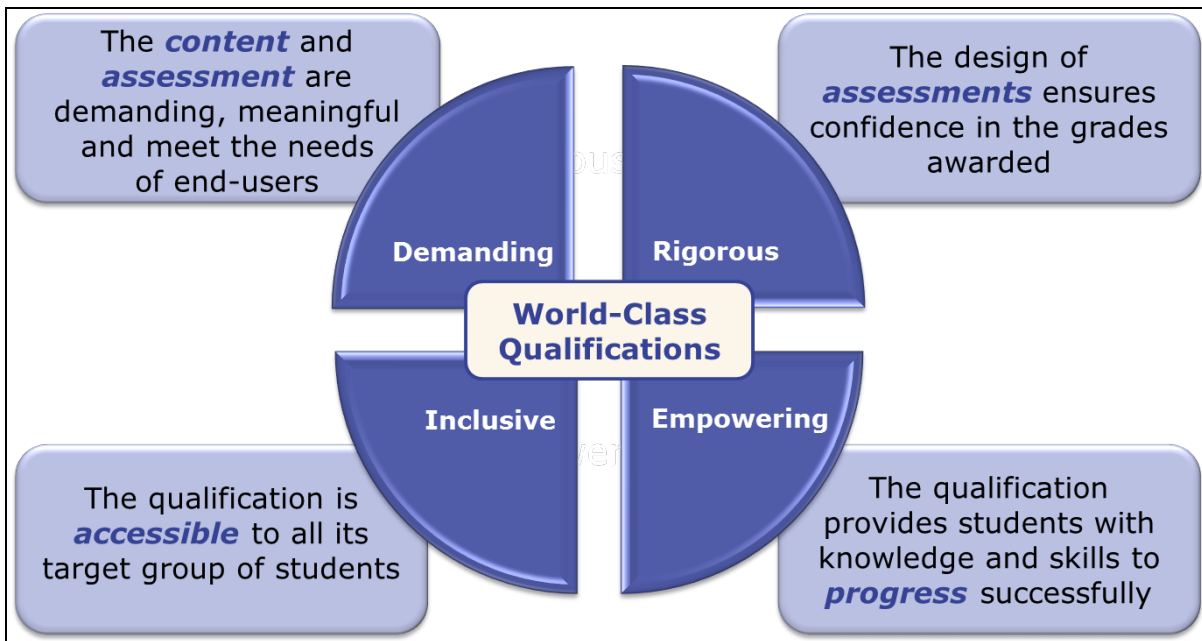 The content and
assessment are
demanding, meaningful
and meet the needs
of end-users
The design of
assessments ensures
confidence in the grades
awarded
Demanding
Rigorous
World-Class
Qualifications
Inclusive
Empowering
The qualification is
accessible to all its
target group of students
The qualification
provides students with
knowledge and skills to
progress successfully